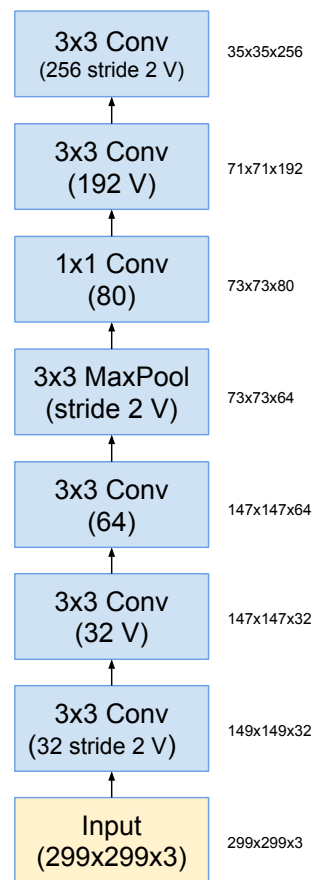 3x3 Conv
(256 stride 2 V)
35x35x256
3x3 Conv
(192 V)
71x71x192
1x1 Conv
(80)
73x73x80
3x3 MaxPool
(stride 2 V)
73x73x64
3x3 Conv
(64)
147x147x64
3x3 Conv
(32 V)
147x147x32
3x3 Conv
(32 stride 2 V)
149x149x32
Input
(299x299x3)
299x299x3